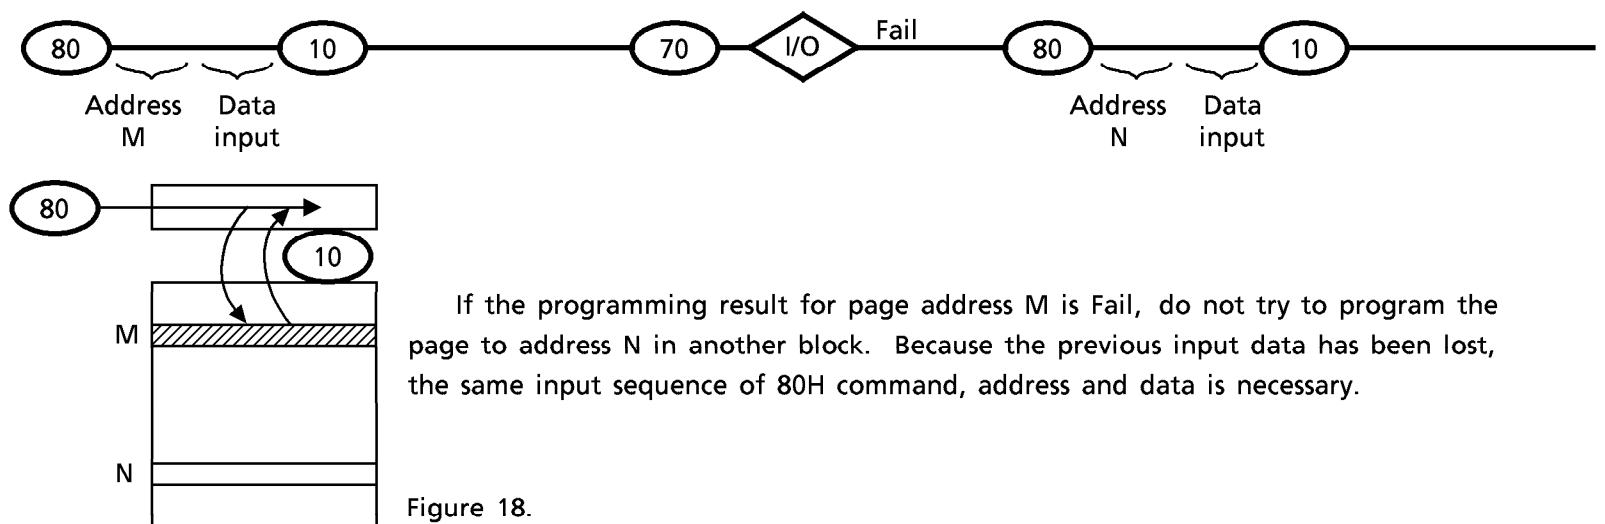 80 10 70 I/O Fail 80 10
Address Data Address Data
M input N input
80
10
M
If the programming result for page address M is Fail, do not try to program the
page to address N in another block. Because the previous input data has been lost,
the same input sequence of 80H command, address and data is necessary.
N
Figure 18.